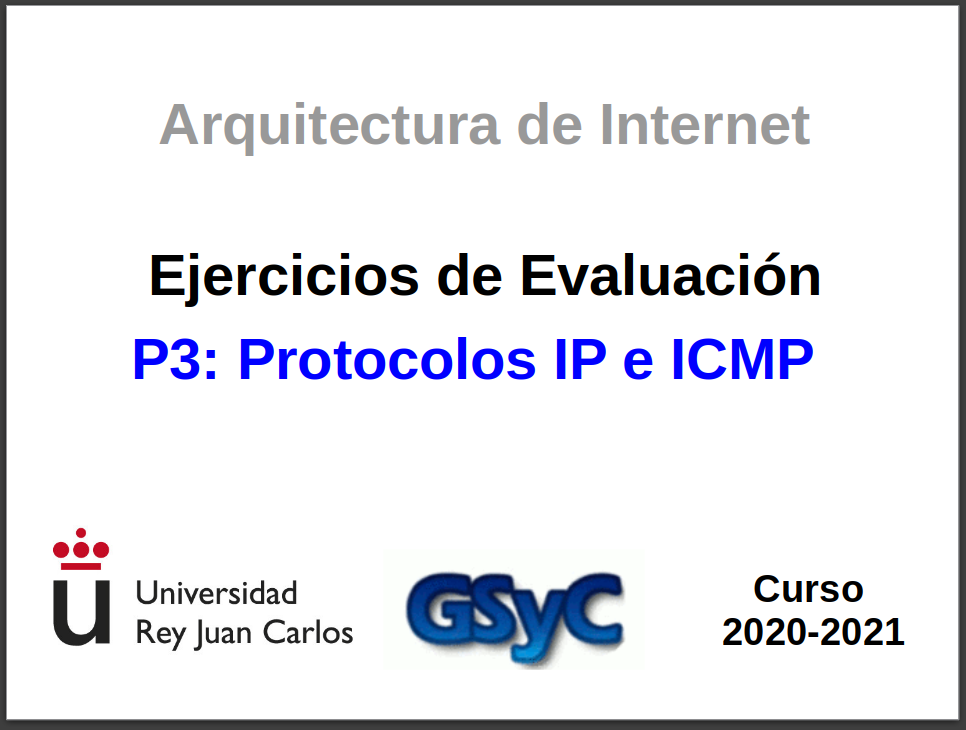 Arquitectura de Internet
Ejercicios de Evaluación
P3: Protocolos IP e ICMP
Universidad
Rey Juan Carlos
GSyC
Curso
2020-2021